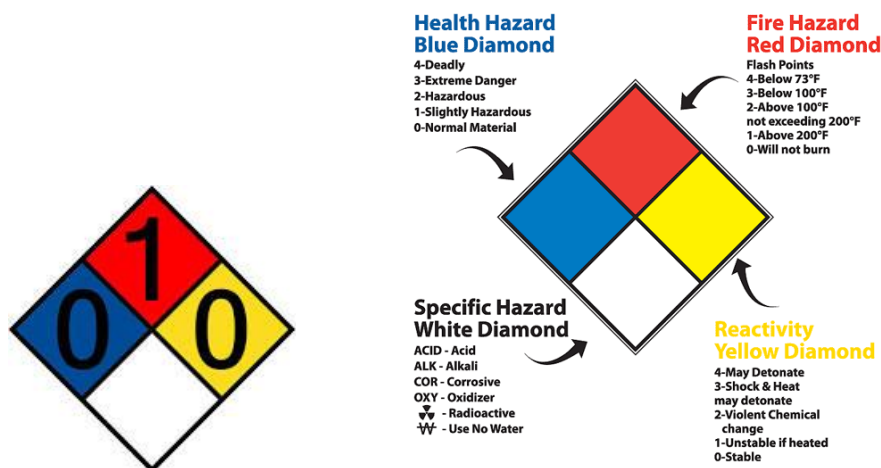 Health Hazard
Blue Diamond
4-Deadly
3-Extreme Danger
2-Hazardous
1-Slightly Hazardous
0-Normal Material
Fire Hazard
Red Diamond
Flash Points
4-Below 73°F
3-Below 100°F
2-Above 100°F
not exceeding 200°F
1-Above 200°F
0-Will not burn
1
0 0
Specific Hazard
White Diamond
ACID - Acid
ALK - Alkali
COR - Corrosive
OXY - Oxidizer
- Radioactive
W - Use No Water
Reactivity
Yellow Diamond
4-May Detonate
3-Shock & Heat
may detonate
2-Violent Chemical
change
1-Unstable if heated
0-Stable